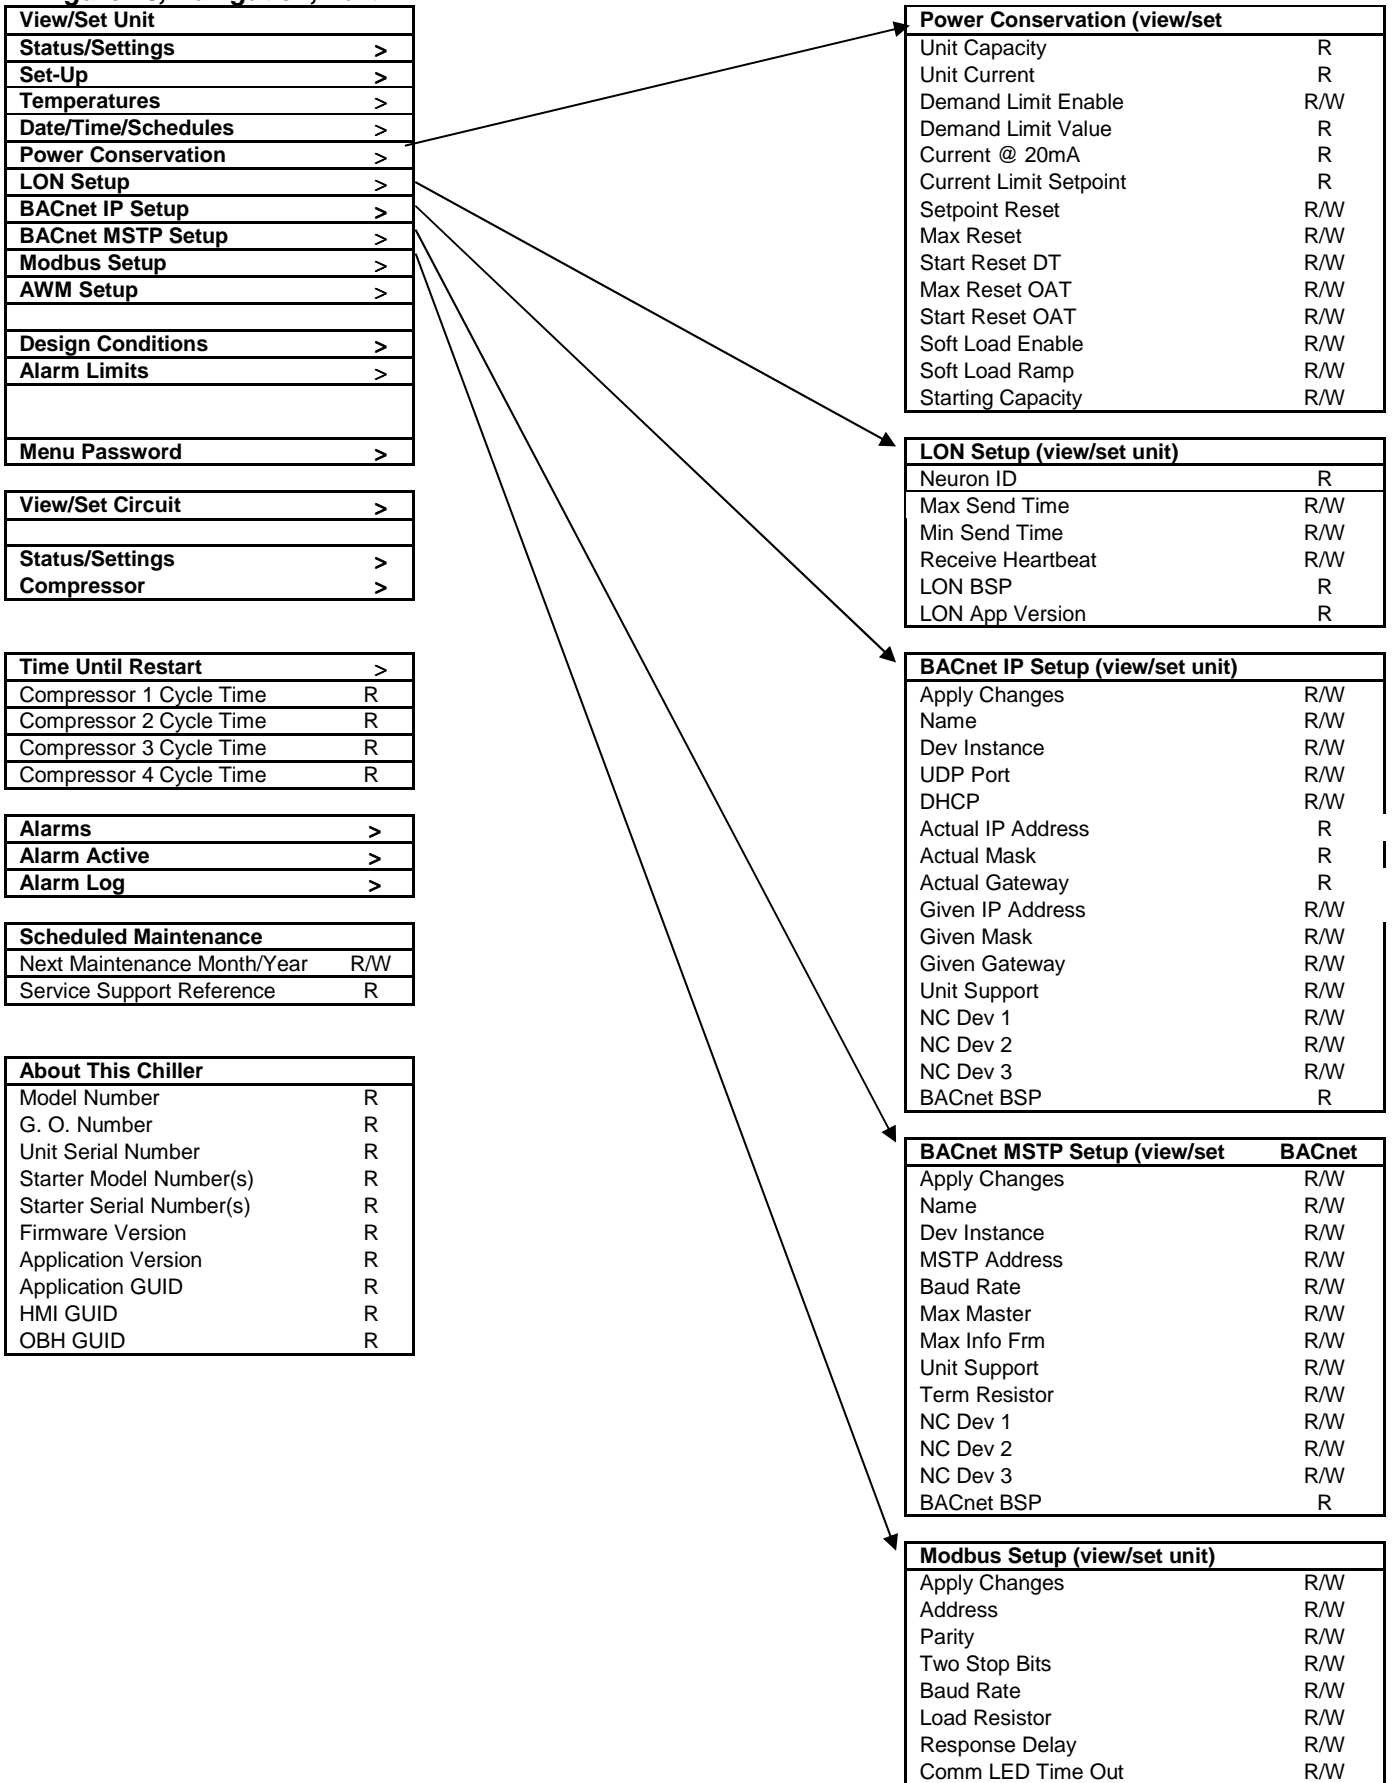 View/Set Unit
Status/Settings >
Set-Up >
Temperatures >
Date/Time/Schedules >
Power Conservation >
LON Setup >
BACnet IP Setup >
BACnet MSTP Setup >
Modbus Setup >
AWM Setup >
Design Conditions >
Alarm Limits >
Menu Password >
View/Set Circuit >
Status/Settings >
Compressor >
Time Until Restart >
Compressor 1 Cycle Time R
Compressor 2 Cycle Time R
Compressor 3 Cycle Time R
Compressor 4 Cycle Time R
Alarms >
Alarm Active >
Alarm Log >
Scheduled Maintenance
Next Maintenance Month/Year R/W
Service Support Reference R
About This Chiller
Model Number R
G. O. Number R
Unit Serial Number R
Starter Model Number(s) R
Starter Serial Number(s) R
Firmware Version R
Application Version R
Application GUID R
HMI GUID R
OBH GUID R
Power Conservation (view/set
Unit Capacity R
Unit Current R
Demand Limit Enable R/W
Demand Limit Value R
Current @ 20mA R
Current Limit Setpoint R
Setpoint Reset R/W
Max Reset R/W
Start Reset DT R/W
Max Reset OAT R/W
Start Reset OAT R/W
Soft Load Enable R/W
Soft Load Ramp R/W
Starting Capacity R/W
LON Setup (view/set unit)
Neuron ID R
Max Send Time R/W
Min Send Time R/W
Receive Heartbeat R/W
LON BSP R
LON App Version R
BACnet IP Setup (view/set unit)
Apply Changes R/W
Name R/W
Dev Instance R/W
UDP Port R/W
DHCP R/W
Actual IP Address R
Actual Mask R
Actual Gateway R
Given IP Address R/W
Given Mask R/W
Given Gateway R/W
Unit Support R/W
NC Dev 1 R/W
NC Dev 2 R/W
NC Dev 3 R/W
BACnet BSP R
BACnet MSTP Setup (view/set BACnet
Apply Changes R/W
Name R/W
Dev Instance R/W
MSTP Address R/W
Baud Rate R/W
Max Master R/W
Max Info Frm R/W
Unit Support R/W
Term Resistor R/W
NC Dev 1 R/W
NC Dev 2 R/W
NC Dev 3 R/W
BACnet BSP R
Modbus Setup (view/set unit)
Apply Changes R/W
Address R/W
Parity R/W
Two Stop Bits R/W
Baud Rate R/W
Load Resistor R/W
Response Delay R/W
Comm LED Time Out R/W